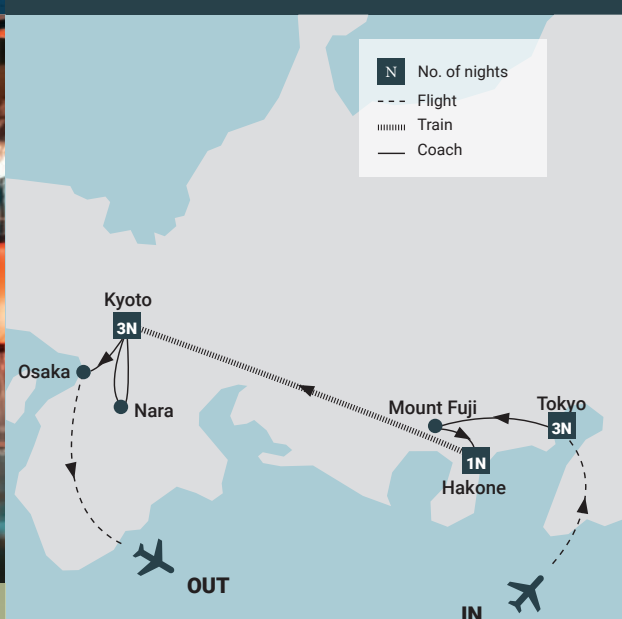 N No. of nights
Flight
Train
Coach
Kyoto
3N
Osaka
Nara
Mount Fuji
Tokyo
3N
1N
Hakone
OUT
IN